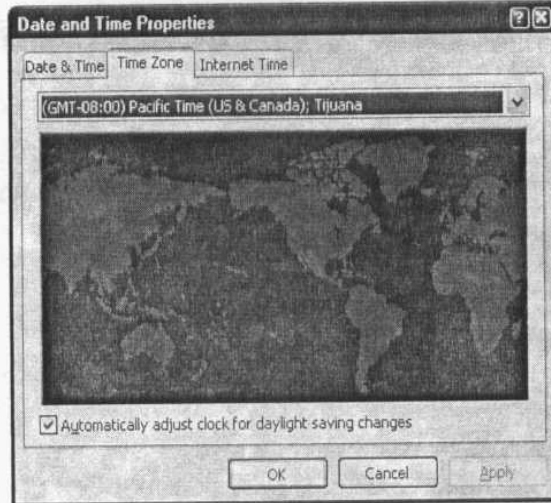 Date and Time Properties
Date & Time Time Zone Internet Time
(GMT-08:00) Pacific Time (US & Canada); Tijuana
Automatically adjust clock for daylight saving changes
OK Cancel Apply